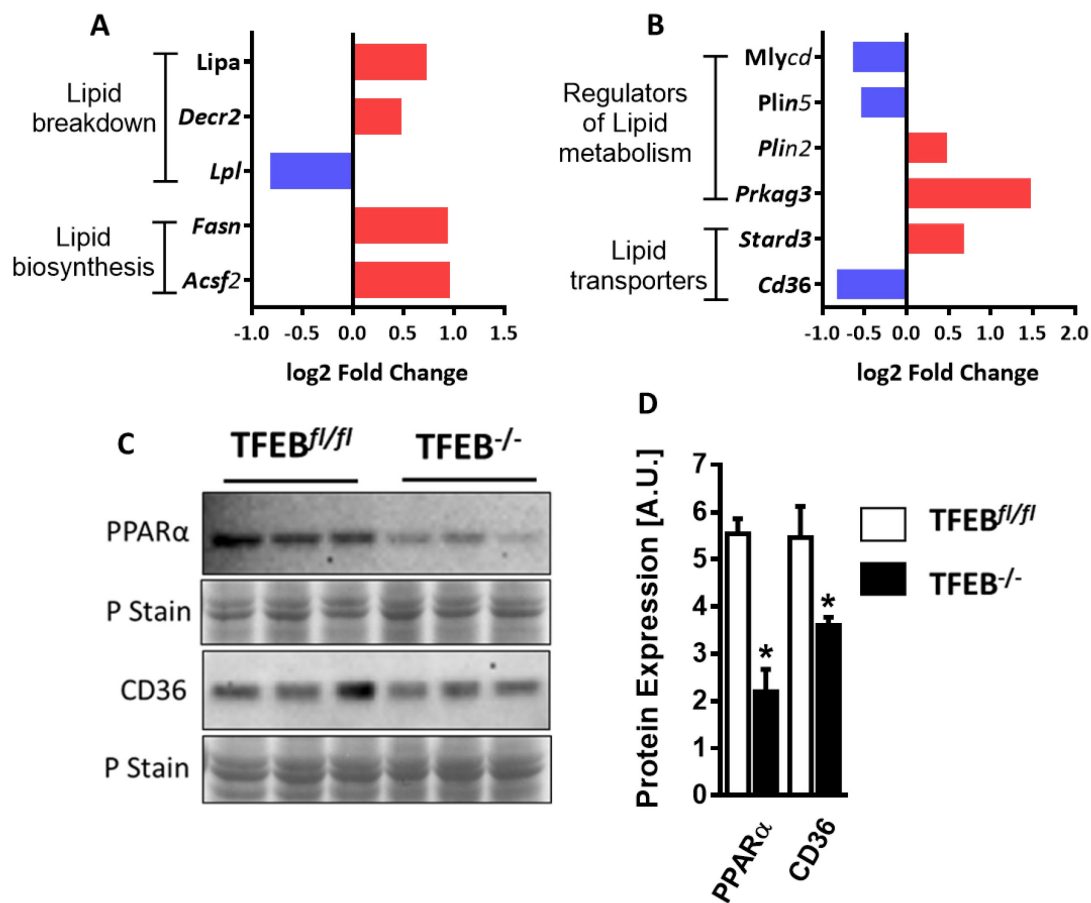 A
Lipid
breakdown
Lipa
Decr2
Lpl
Lipid
biosynthesis
Fasn
Acsf2
-1.0 -0.5 0.0 0.5 1.0 1.5
log2 Fold Change
B
Regulators
of Lipid
metabolism
Mlycd
Plin5
Plin2
Prkag3
Lipid
transporters
Stard3
Cd36
-1.0 -0.5 0.0 0.5 1.0 1.5 2.0
log2 Fold Change
C
TFEBfl/fl TFEB-/-
PPARα
P Stain
CD36
P Stain
D
Protein Expression [A.U.]
7
6
5
4
3
2
1
0
* *
PPARα CD36
TFEBfl/fl
TFEB-/-